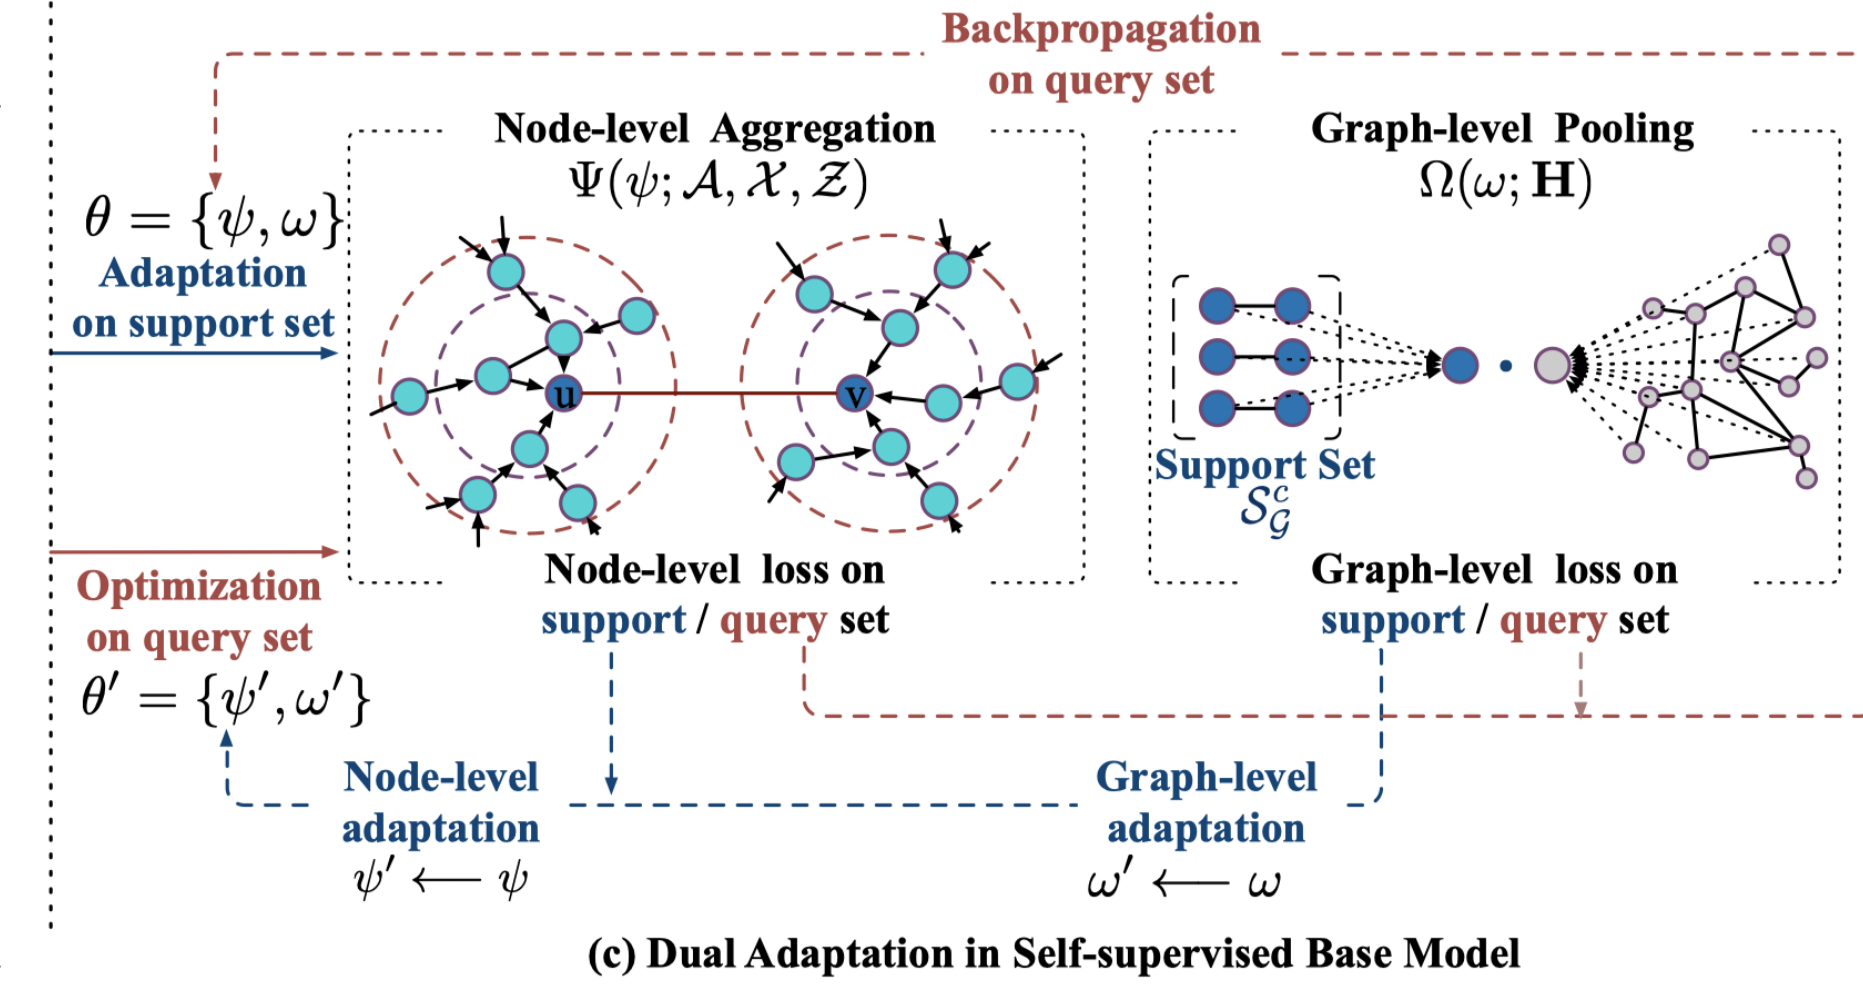 Backpropagation
on query set
Node-level Aggregation
Ψ(ψ; 𝒜, 𝒳, 𝒵)
Graph-level Pooling
Ω(ω; H)
θ = {ψ, ω}
Adaptation
on support set
u
v
Support Set
𝒮_𝒢^c
Optimization
on query set
θ′ = {ψ′, ω′}
Node-level loss on
support / query set
Graph-level loss on
support / query set
Node-level
adaptation
ψ′ ⟵ ψ
Graph-level
adaptation
ω′ ⟵ ω
(c) Dual Adaptation in Self-supervised Base Model